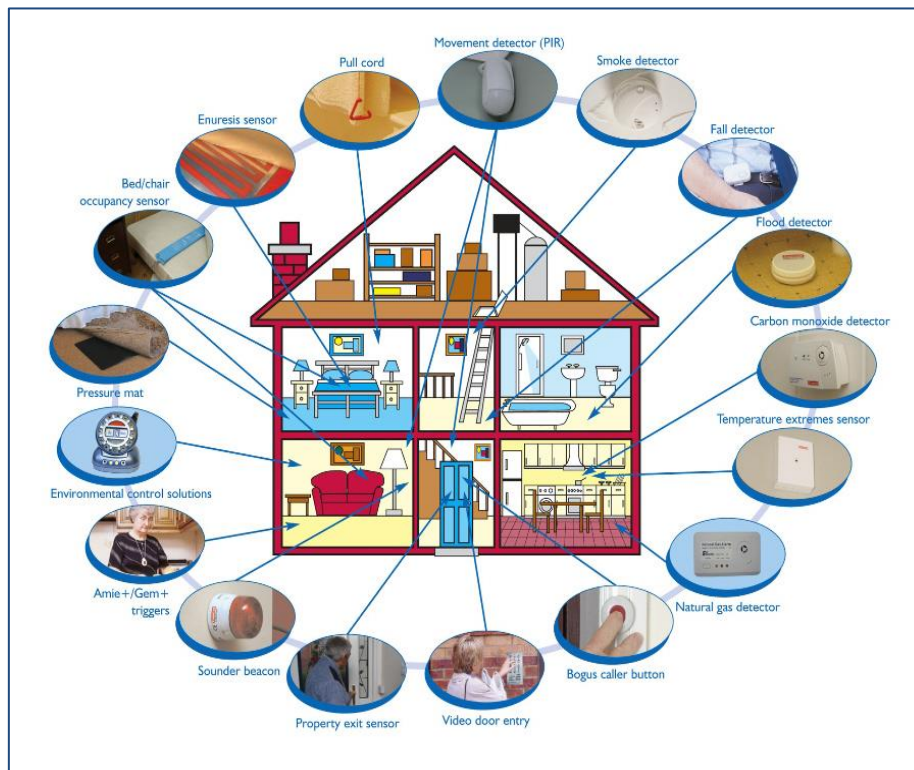 Movement detector (PIR)
Pull cord
Smoke detector
Enuresis sensor
Fall detector
Bed/chair
occupancy sensor
Flood detector
Carbon monoxide detector
Pressure mat
Temperature extremes sensor
Environmental control solutions
Amie+/Gem+
triggers
Natural gas detector
Sounder beacon
Bogus caller button
Property exit sensor
Video door entry